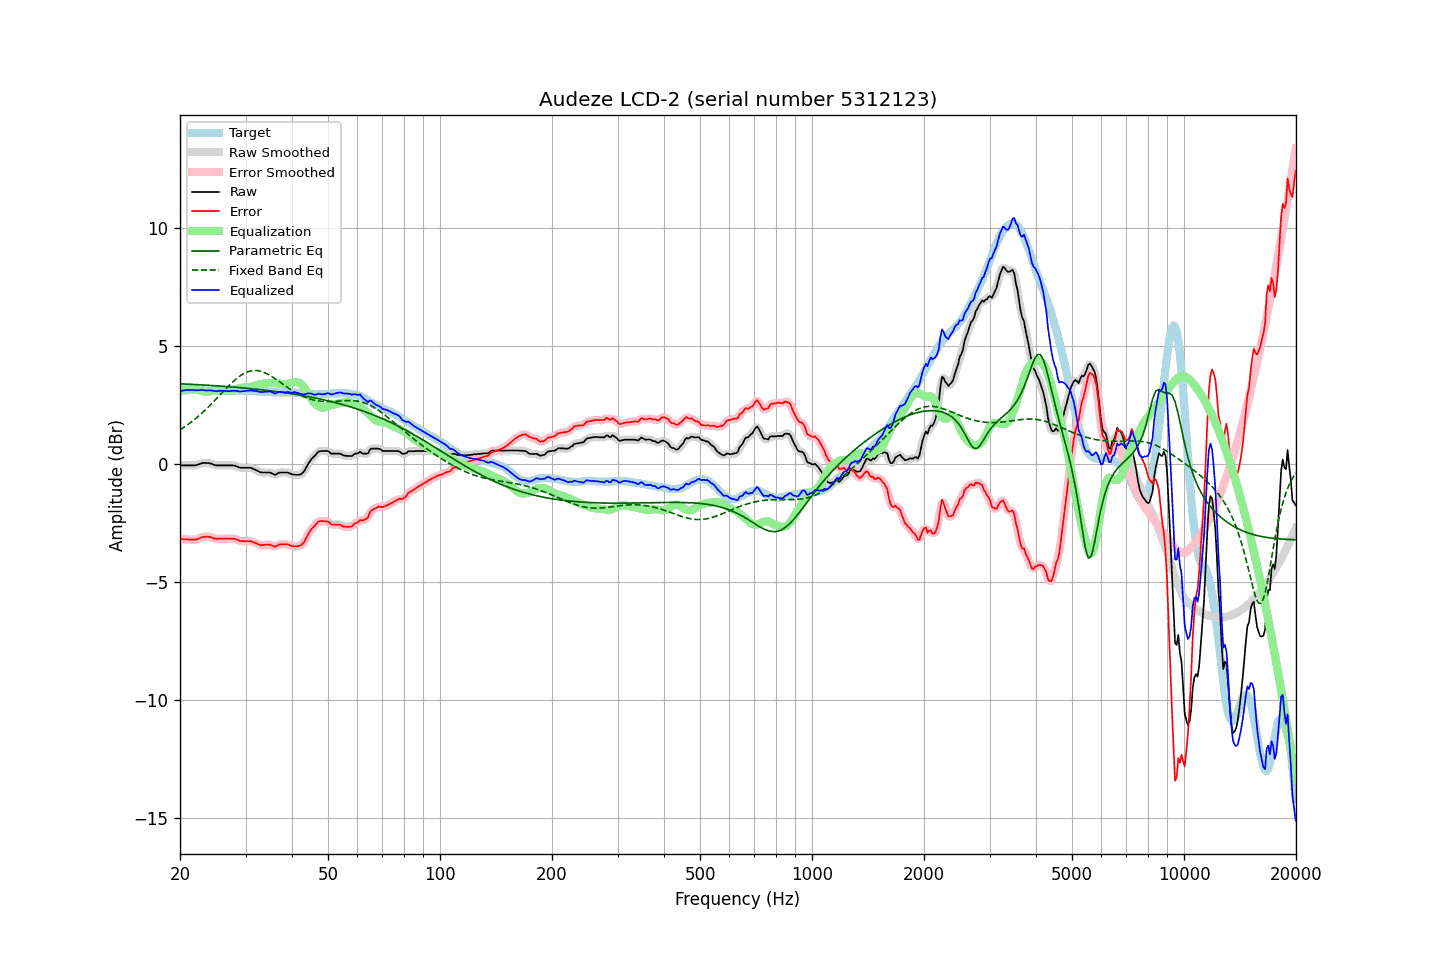 Audeze LCD-2 (serial number 5312123)
Target
Raw Smoothed
Error Smoothed
Raw
Error
Equalization
Parametric Eq
Fixed Band Eq
Equalized
Amplitude (dBr)
10
5
0
−5
−10
−15
20
50
100
200
500
1000
2000
5000
10000
20000
Frequency (Hz)